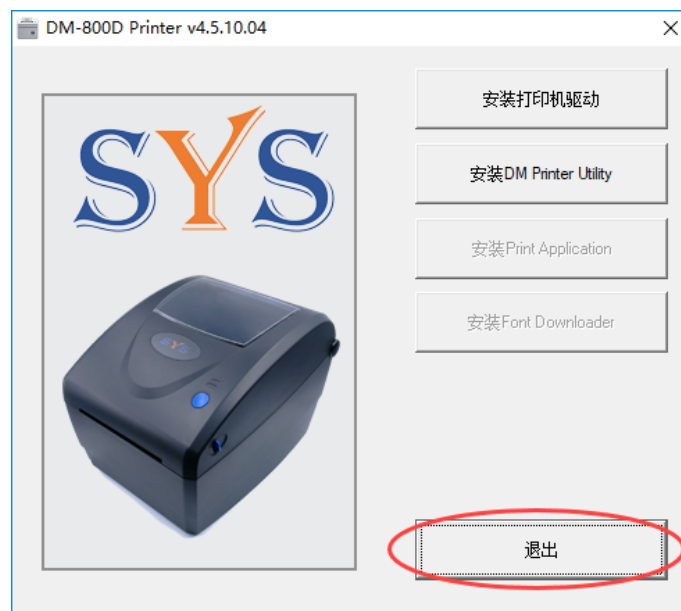 DM-800D Printer v4.5.10.04
SYS
SYS
安装打印机驱动
安装DM Printer Utility
安装Print Application
安装Font Downloader
退出